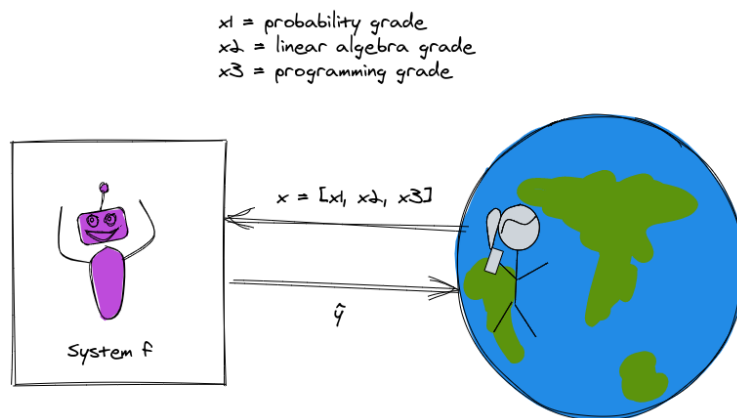 x1 = probability grade
x2 = linear algebra grade
x3 = programming grade
x = [x1, x2, x3]
ŷ
System f